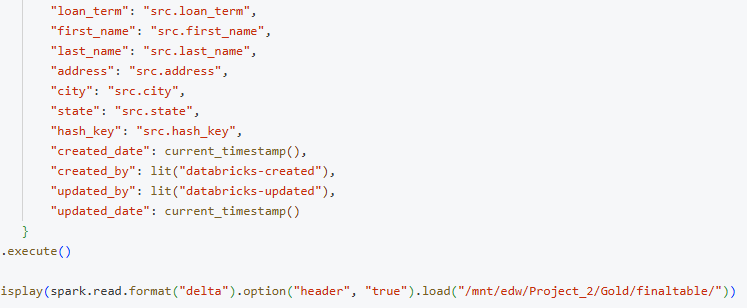 "loan_term": "src.loan_term",
"first_name": "src.first_name",
"last_name": "src.last_name",
"address": "src.address",
"city": "src.city",
"state": "src.state",
"hash_key": "src.hash_key",
"created_date": current_timestamp(),
"created_by": lit("databricks-created"),
"updated_by": lit("databricks-updated"),
"updated_date": current_timestamp()
}
.execute()
isplay(spark.read.format("delta").option("header", "true").load("/mnt/edw/Project_2/Gold/finaltable/"))